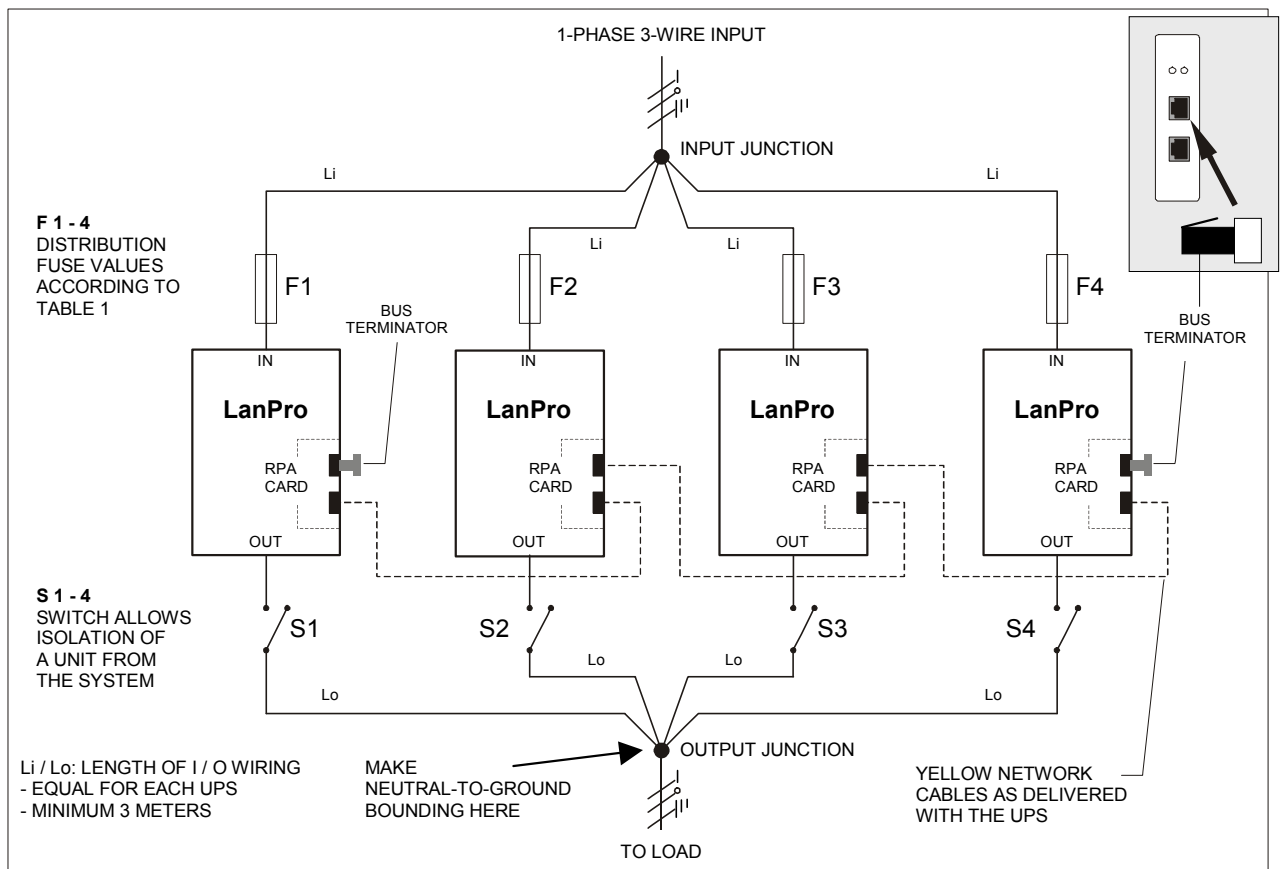 1-PHASE 3-WIRE INPUT
INPUT JUNCTION
Li
Li
Li
Li
F 1 - 4
DISTRIBUTION
FUSE VALUES
ACCORDING TO
TABLE 1
F1
F2
F3
F4
BUS
TERMINATOR
BUS
TERMINATOR
IN
IN
IN
IN
LanPro
LanPro
LanPro
LanPro
RPA
CARD
RPA
CARD
RPA
CARD
RPA
CARD
OUT
OUT
OUT
OUT
S 1 - 4
SWITCH ALLOWS
ISOLATION OF
A UNIT FROM
THE SYSTEM
S1
S2
S3
S4
Lo
Lo
Lo
Lo
OUTPUT JUNCTION
Li / Lo: LENGTH OF I / O WIRING
- EQUAL FOR EACH UPS
- MINIMUM 3 METERS
MAKE
NEUTRAL-TO-GROUND
BOUNDING HERE
YELLOW NETWORK
CABLES AS DELIVERED
WITH THE UPS
TO LOAD